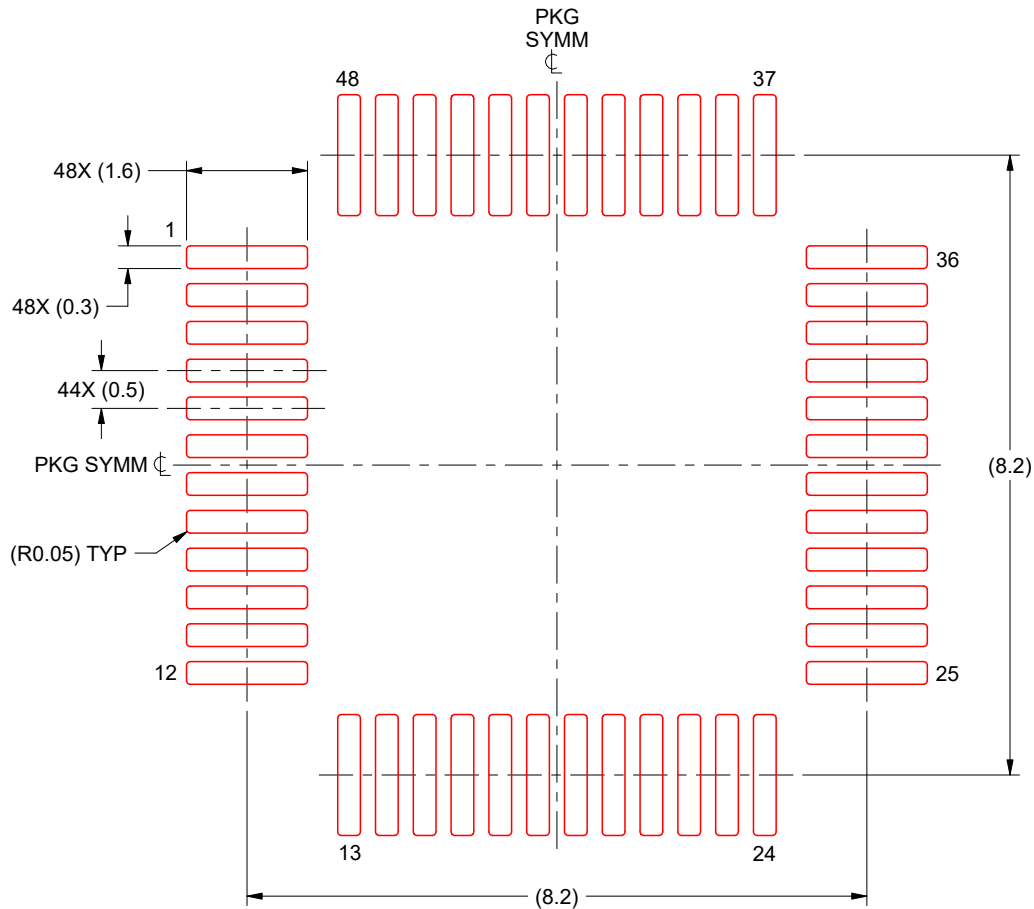 PKG
SYMM
℄
48
37
48X (1.6)
1
36
48X (0.3)
44X (0.5)
PKG SYMM ℄
(8.2)
(R0.05) TYP
12
25
13
24
(8.2)